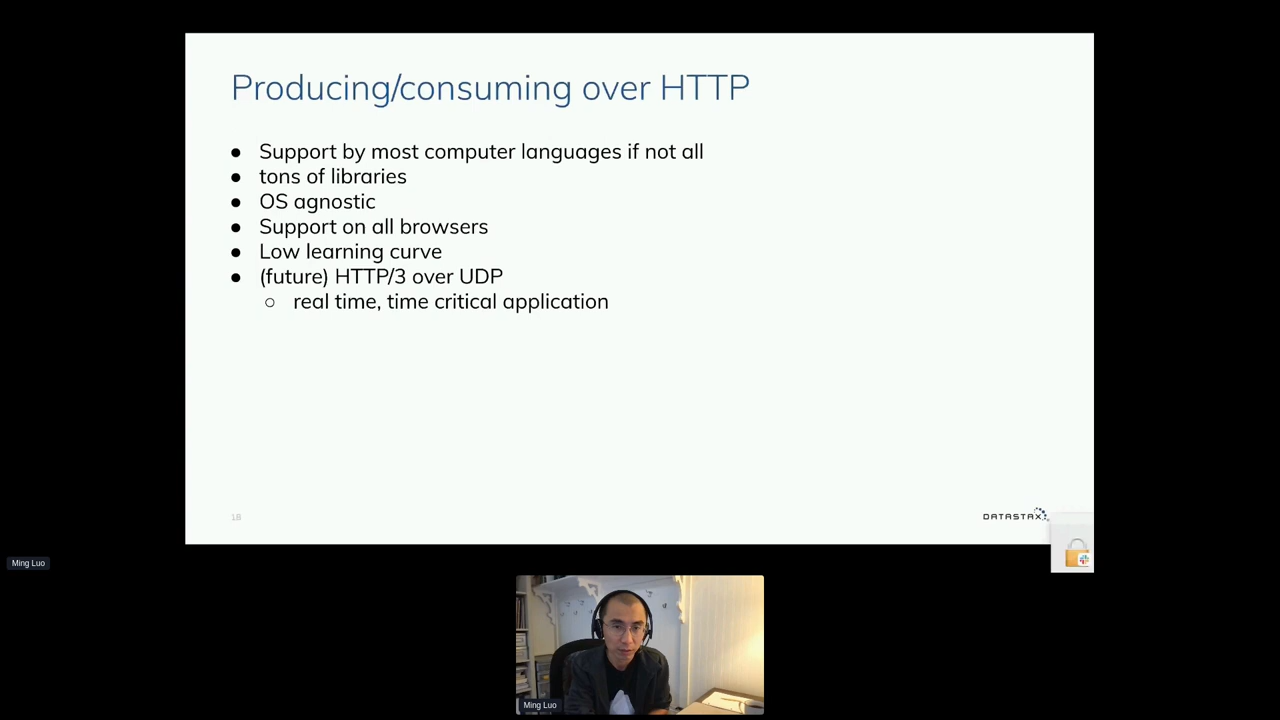 Producing/consuming over HTTP
● Support by most computer languages if not all
● tons of libraries
● OS agnostic
● Support on all browsers
● Low learning curve
● (future) HTTP/3 over UDP
○ real time, time critical application
18
DATASTAX
Ming Luo
Ming Luo